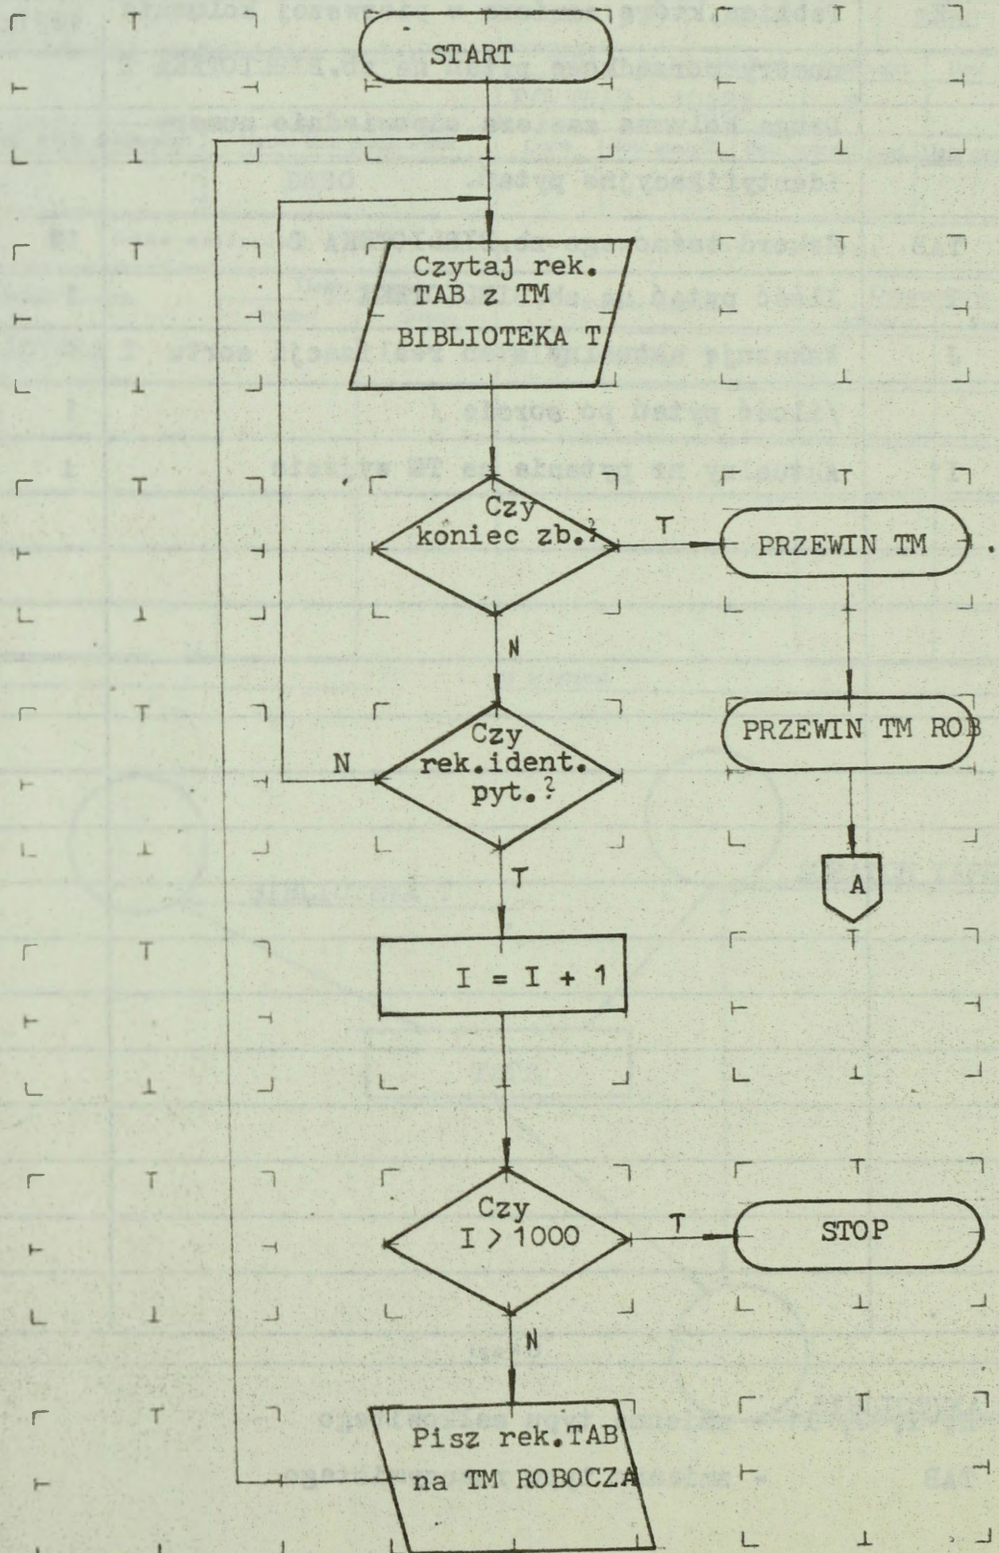 START
Czytaj rek.
TAB z TM
BIBLIOTEKA T
Czy
koniec zb.?
T
PRZEWIN TM
N
PRZEWIN TM ROB
Czy
rek.ident.
pyt.?
N
T
A
I = I + 1
Czy
I > 1000
T
STOP
N
Pisz rek.TAB
na TM ROBOCZA